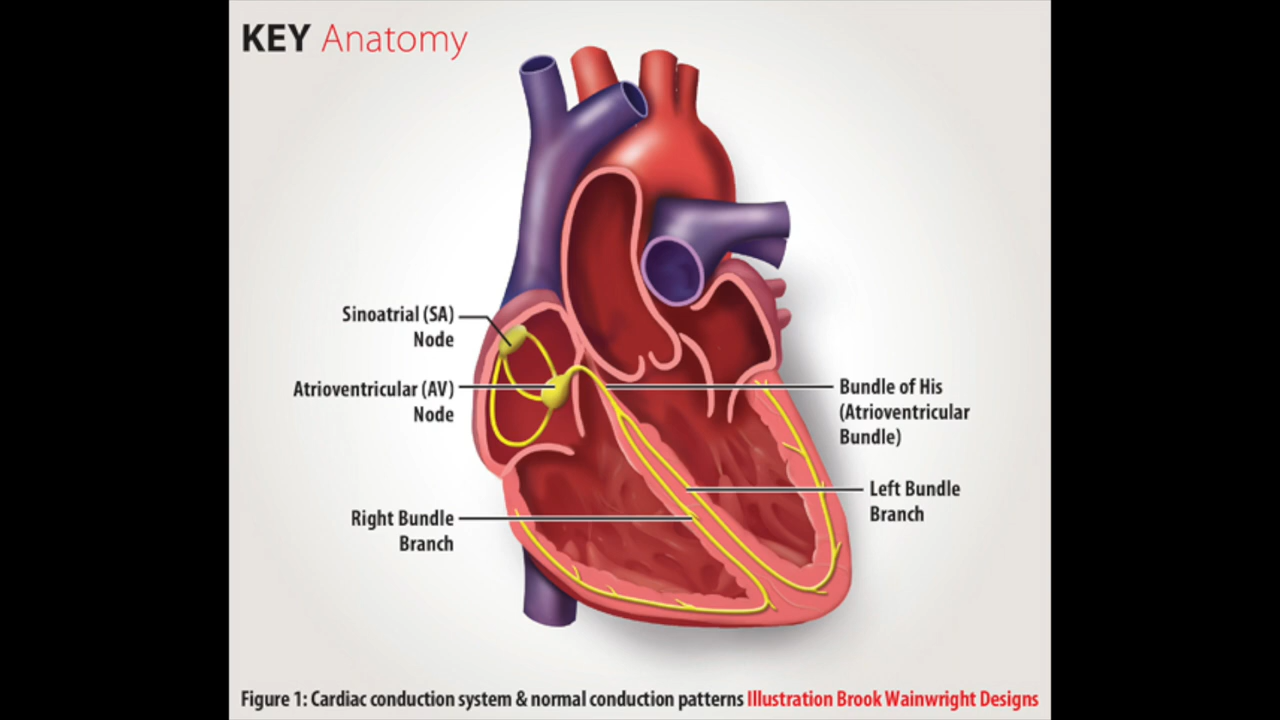 KEY Anatomy
Sinoatrial (SA)
Node
Atrioventricular (AV)
Node
Right Bundle
Branch
Bundle of His
(Atrioventricular
Bundle)
Left Bundle
Branch
Figure 1: Cardiac conduction system & normal conduction patterns Illustration Brook Wainwright Designs